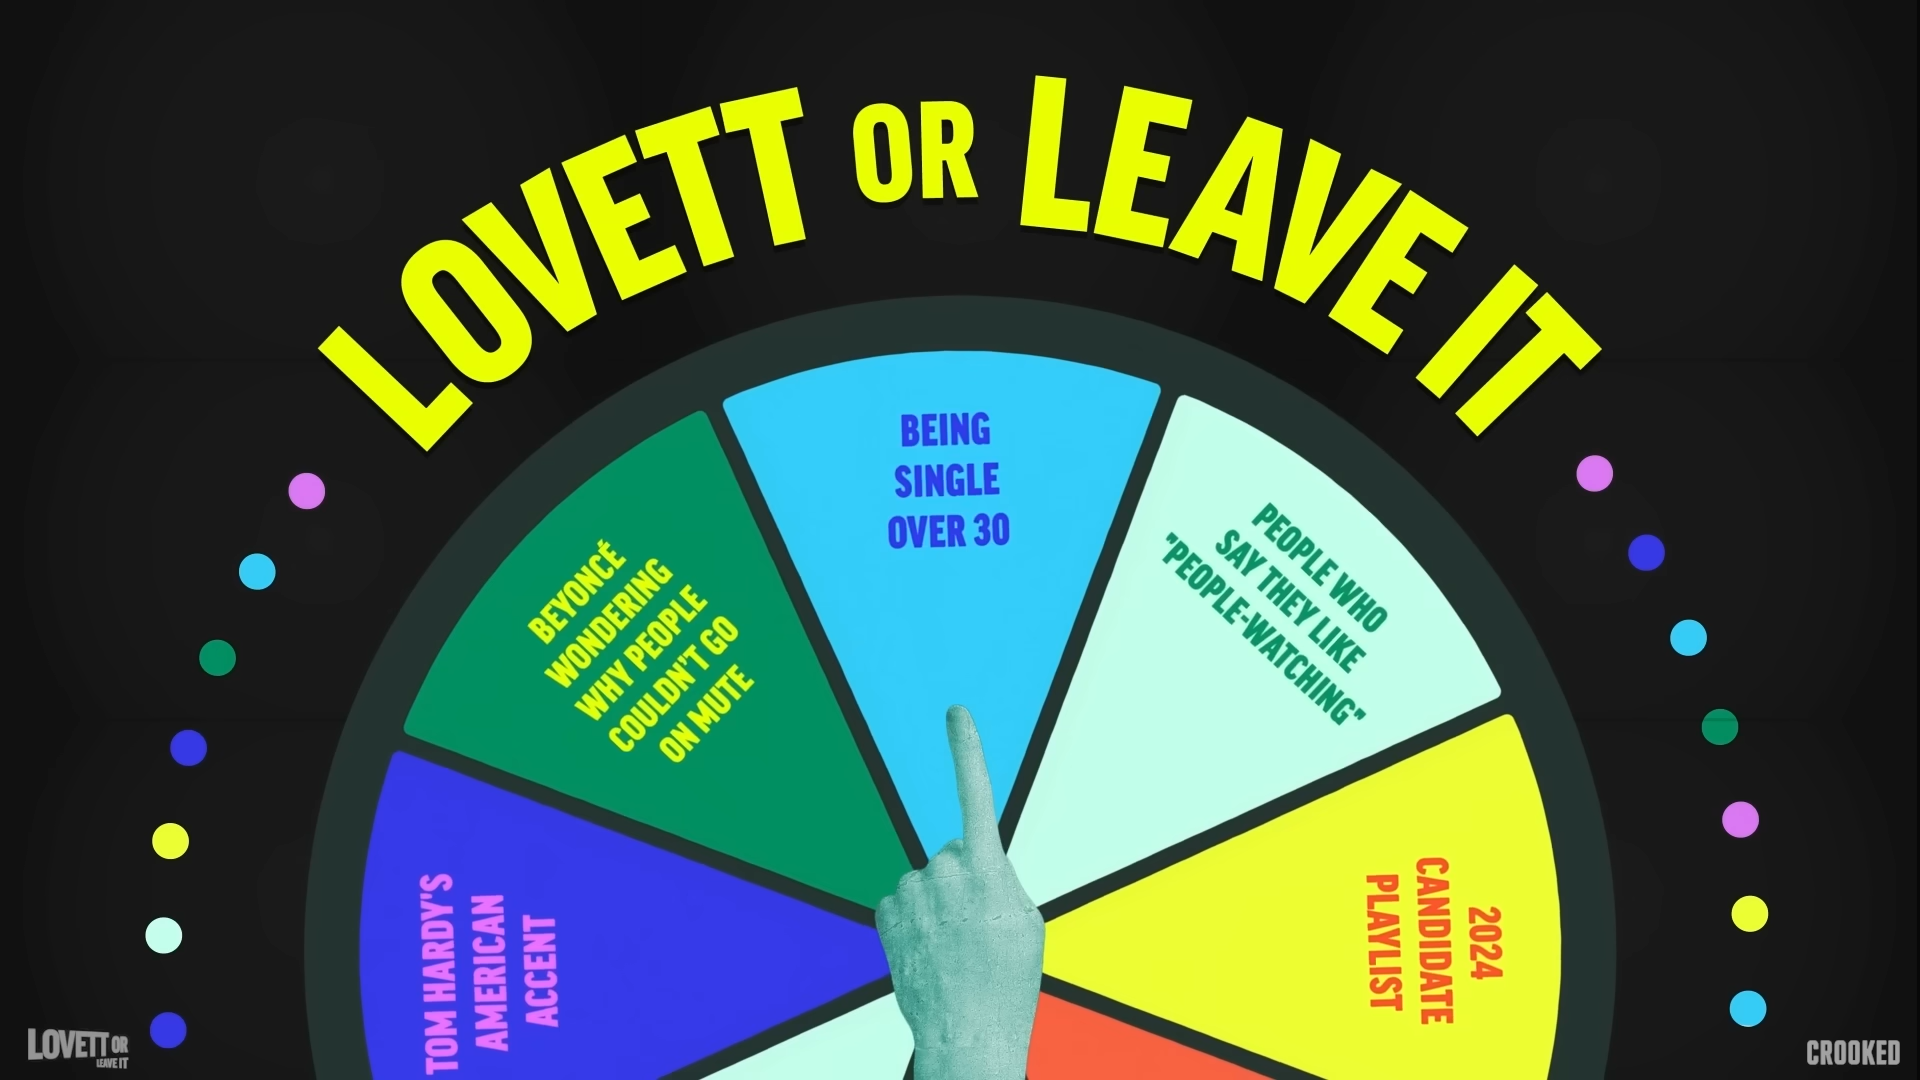 LOVETT OR LEAVE IT
BEING
SINGLE
OVER 30
BEYONCÉ
WONDERING
WHY PEOPLE
COULDN'T GO
ON MUTE
PEOPLE WHO
SAY THEY LIKE
"PEOPLE-WATCHING"
TOM HARDY'S
AMERICAN
ACCENT
2024
CANDIDATE
PLAYLIST
LOVETT OR
LEAVE IT
CROOKED